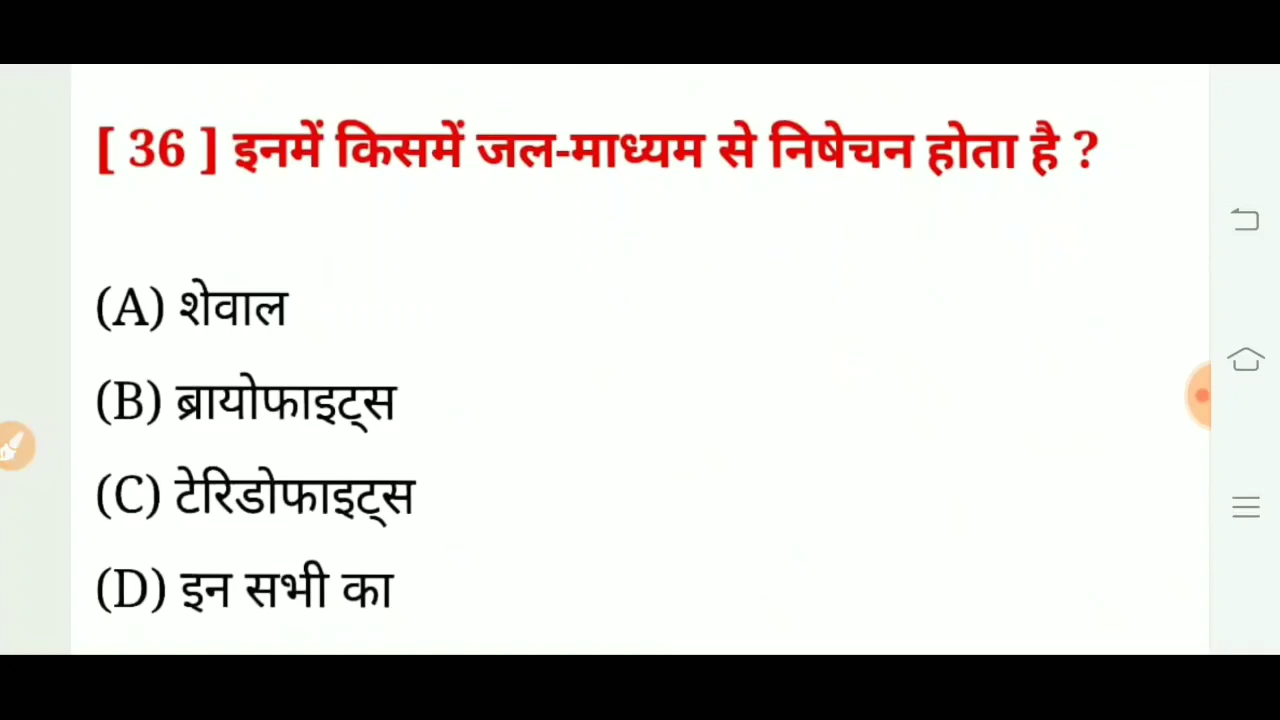 [ 36 ] इनमें किसमें जल-माध्यम से निषेचन होता है ?
(A) शेवाल
(B) ब्रायोफाइट्स
(C) टेरिडोफाइट्स
(D) इन सभी का